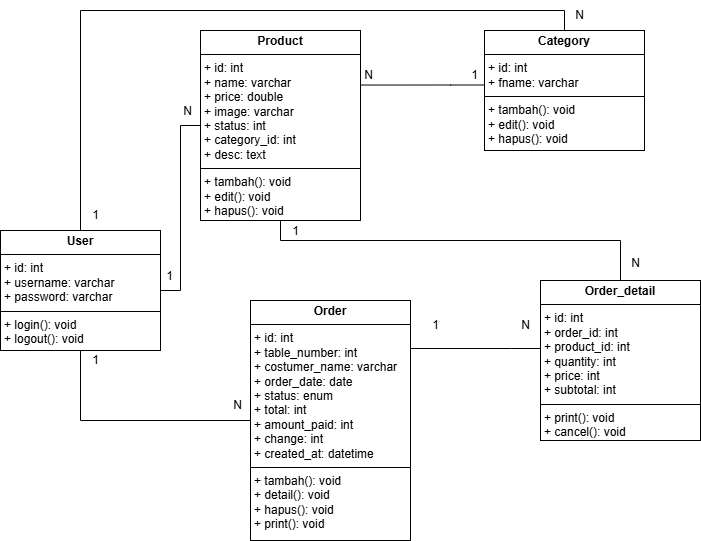 N
Product
+ id: int
+ name: varchar
+ price: double
+ image: varchar
+ status: int
+ category_id: int
+ desc: text
+ tambah(): void
+ edit(): void
+ hapus(): void
N
1
Category
+ id: int
+ fname: varchar
+ tambah(): void
+ edit(): void
+ hapus(): void
N
1
1
N
1
User
+ id: int
+ username: varchar
+ password: varchar
+ login(): void
+ logout(): void
1
N
Order
+ id: int
+ table_number: int
+ costumer_name: varchar
+ order_date: date
+ status: enum
+ total: int
+ amount_paid: int
+ change: int
+ created_at: datetime
+ tambah(): void
+ detail(): void
+ hapus(): void
+ print(): void
1
N
Order_detail
+ id: int
+ order_id: int
+ product_id: int
+ quantity: int
+ price: int
+ subtotal: int
+ print(): void
+ cancel(): void